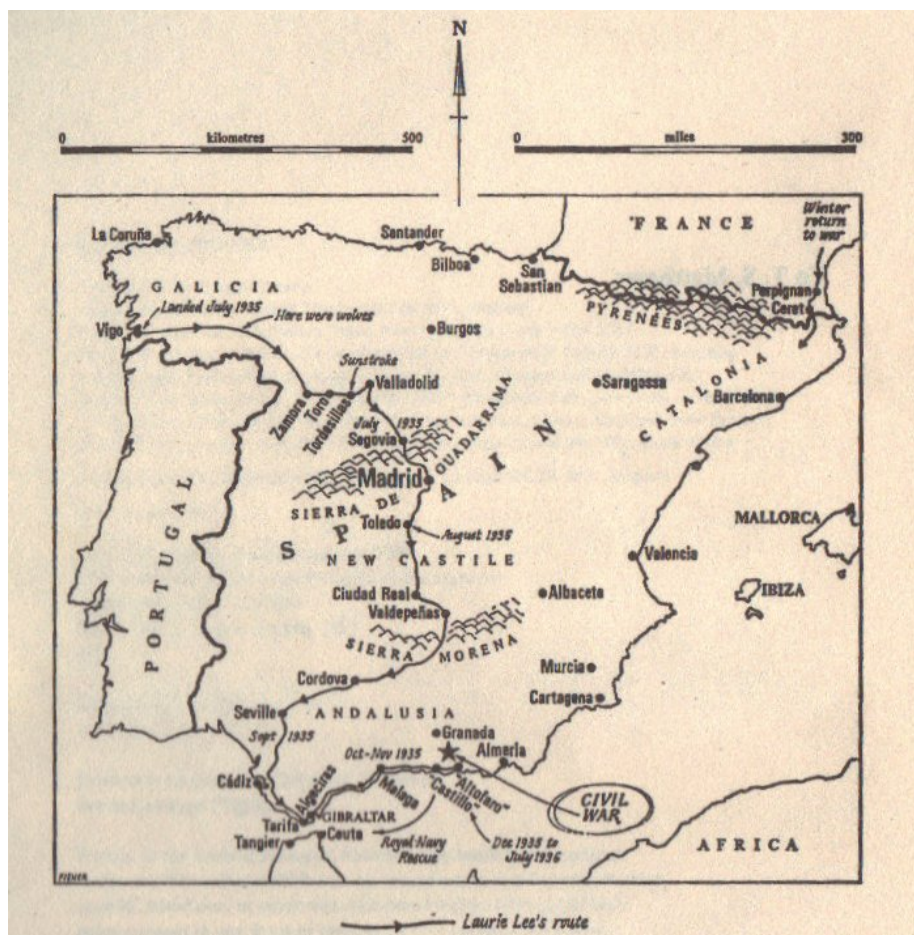 N
0 kilometres 300
0 miles 300
FRANCE
Winter
return
to war
La Coruña
Santander
Bilboa
San
Sebastian
GALICIA
Landed July 1935
Here were wolves
Vigo
Perpignan
Ceret
PYRENÉES
Burgos
Sunstroke
Valladolid
Zamora
Toro
Tordesillas
Saragossa
CATALONIA
Barcelona
July 1935
Segovia
GUADARRAMA
Madrid
SIERRA DE
SPAIN
Toledo
August 1935
NEW CASTILE
PORTUGAL
MALLORCA
Valencia
IBIZA
Ciudad Real
Valdepeñas
Albacete
SIERRA MORENA
Murcia
Cordova
Cartagena
Seville
ANDALUSIA
Sept 1935
Granada
Almeria
Oct-Nov 1935
Cádiz
Algeciras
Malaga
"Castillo"
"Altofaro"
CIVIL
WAR
Tarifa
GIBRALTAR
Tangier
Ceuta
Royal Navy
Rescue
Dec 1935 to
July 1936
AFRICA
Laurie Lee's route